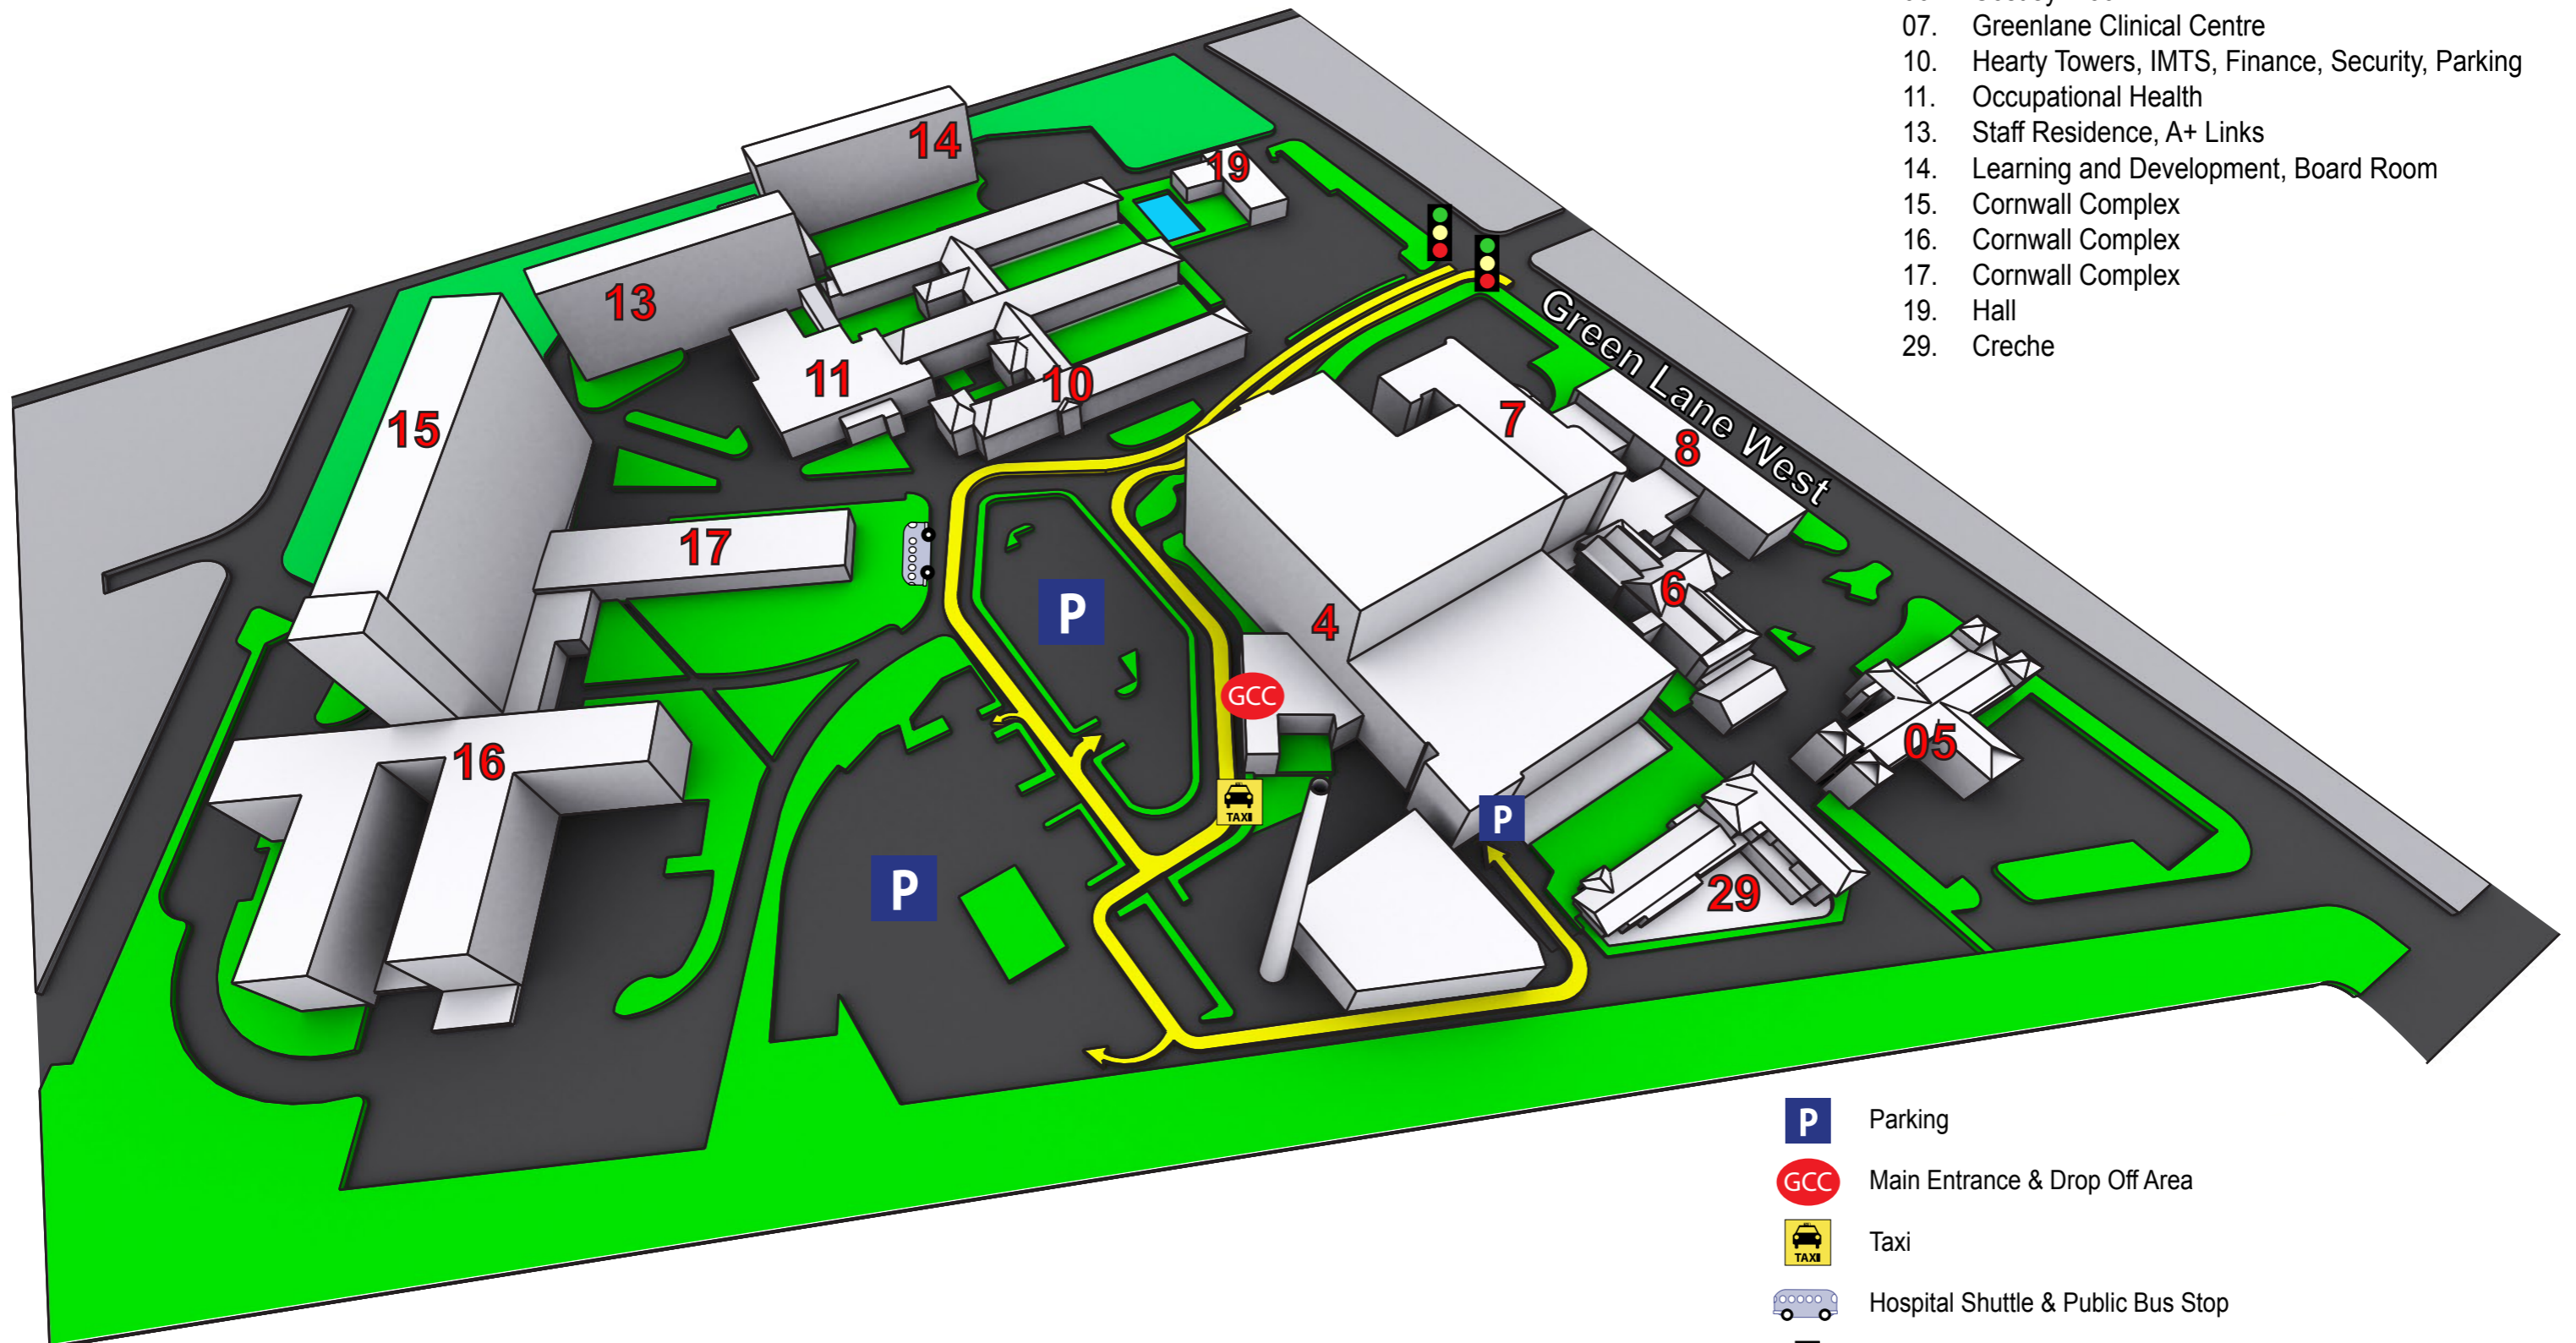 07. Greenlane Clinical Centre
10. Hearty Towers, IMTS, Finance, Security, Parking
11. Occupational Health
13. Staff Residence, A+ Links
14. Learning and Development, Board Room
15. Cornwall Complex
16. Cornwall Complex
17. Cornwall Complex
19. Hall
29. Creche
14
19
13
Green Lane West
11
10
15
7
8
17
6
P
4
GCC
05
16
TAXI
P
P
29
P Parking
GCC Main Entrance & Drop Off Area
TAXI Taxi
Hospital Shuttle & Public Bus Stop